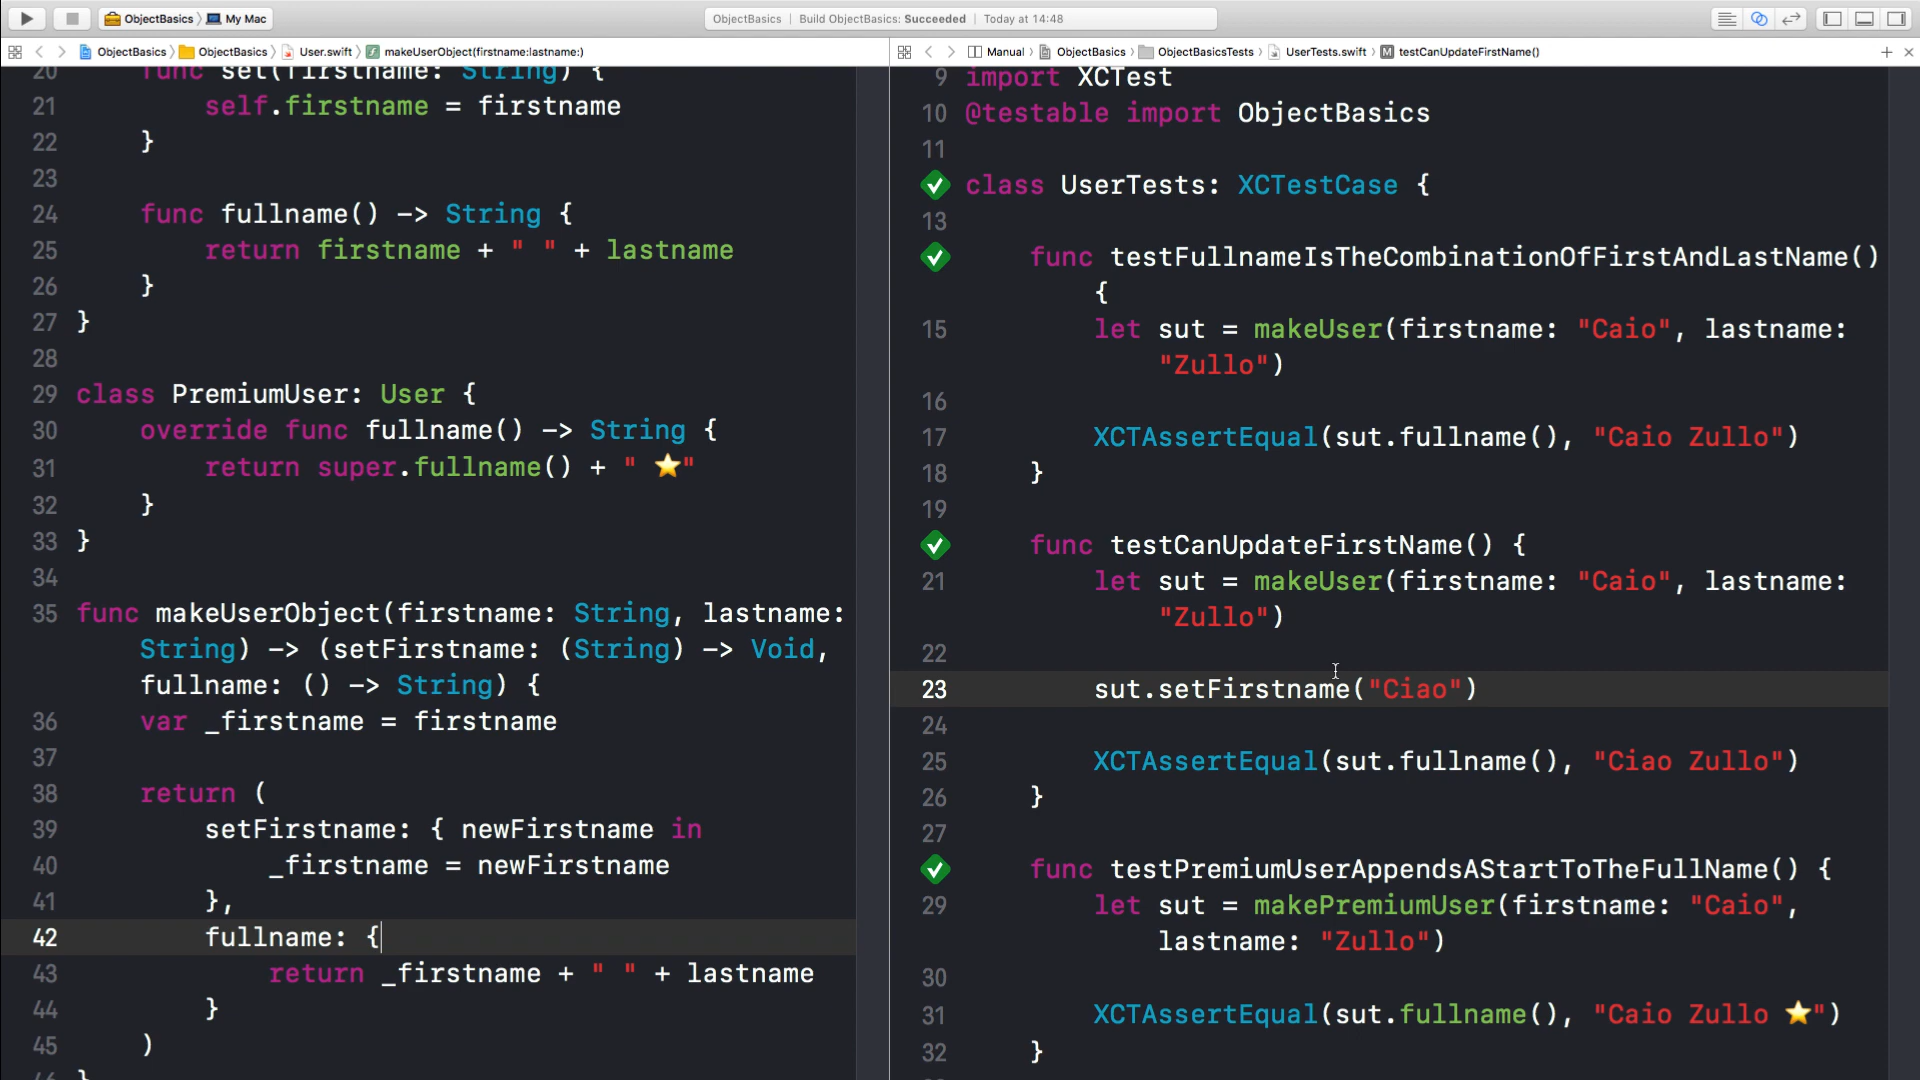 ObjectBasics 〉 My Mac
ObjectBasics | Build ObjectBasics: Succeeded | Today at 14:48
ObjectBasics 〉 ObjectBasics 〉 User.swift 〉 makeUserObject(firstname:lastname:)
20 func set(firstname: String) {
21 self.firstname = firstname
22 }
23
24 func fullname() -> String {
25 return firstname + " " + lastname
26 }
27 }
28
29 class PremiumUser: User {
30 override func fullname() -> String {
31 return super.fullname() + " ⭐"
32 }
33 }
34
35 func makeUserObject(firstname: String, lastname:
String) -> (setFirstname: (String) -> Void,
fullname: () -> String) {
36 var _firstname = firstname
37
38 return (
39 setFirstname: { newFirstname in
40 _firstname = newFirstname
41 },
42 fullname: {
43 return _firstname + " " + lastname
44 }
45 )
46 }
Manual 〉 ObjectBasics 〉 ObjectBasicsTests 〉 UserTests.swift 〉 M testCanUpdateFirstName()
9 import XCTest
10 @testable import ObjectBasics
11
class UserTests: XCTestCase {
13
func testFullnameIsTheCombinationOfFirstAndLastName()
{
15 let sut = makeUser(firstname: "Caio", lastname:
"Zullo")
16
17 XCTAssertEqual(sut.fullname(), "Caio Zullo")
18 }
19
func testCanUpdateFirstName() {
21 let sut = makeUser(firstname: "Caio", lastname:
"Zullo")
22
23 sut.setFirstname("Ciao")
24
25 XCTAssertEqual(sut.fullname(), "Ciao Zullo")
26 }
27
func testPremiumUserAppendsAStartToTheFullName() {
29 let sut = makePremiumUser(firstname: "Caio",
lastname: "Zullo")
30
31 XCTAssertEqual(sut.fullname(), "Caio Zullo ⭐")
32 }